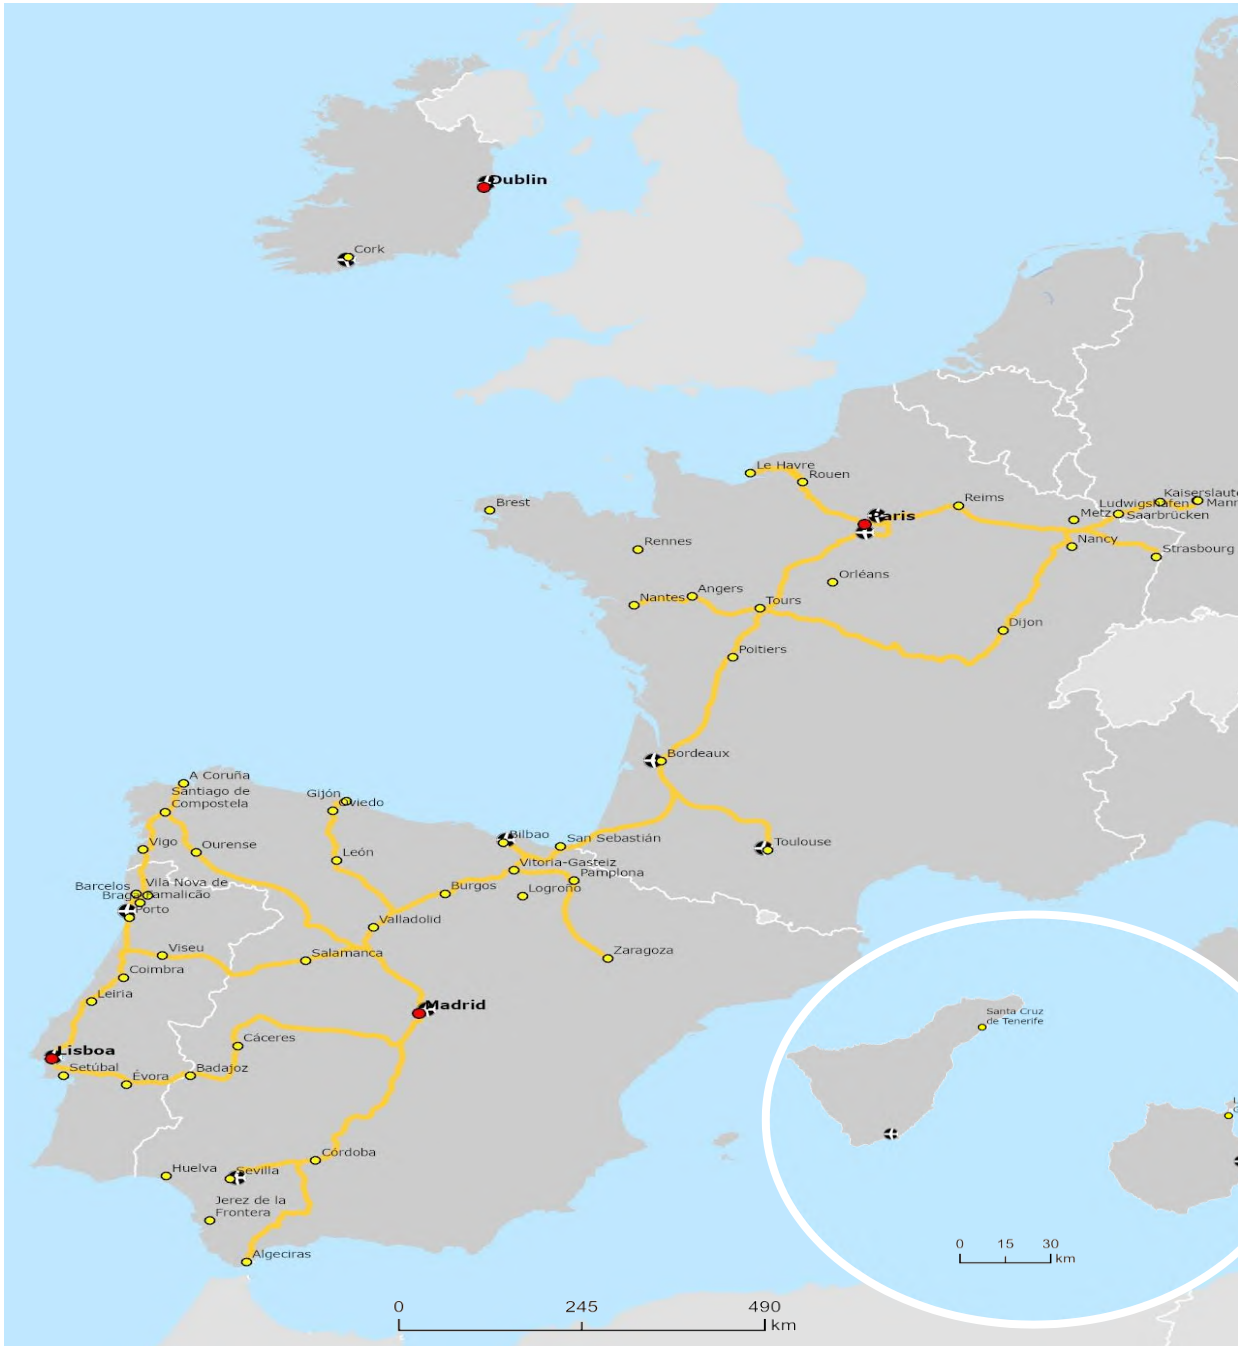 Dublin
Cork
Le Havre
Rouen
Brest
Reims
Paris
Metz
Ludwigshafen
Kaiserslaute
Mann
Saarbrücken
Nancy
Strasbourg
Rennes
Orléans
Nantes
Angers
Tours
Dijon
Poitiers
Bordeaux
Toulouse
A Coruña
Santiago de
Compostela
Gijón
Oviedo
Vigo
Ourense
León
Bilbao
San Sebastián
Vitoria-Gasteiz
Pamplona
Burgos
Logroño
Barcelos
Vila Nova de
Famalicão
Braga
Porto
Valladolid
Viseu
Salamanca
Zaragoza
Coimbra
Leiria
Madrid
Lisboa
Setúbal
Évora
Badajoz
Cáceres
Huelva
Sevilla
Córdoba
Jerez de la
Frontera
Algeciras
Santa Cruz
de Tenerife
0 15 30
km
0 245 490
km